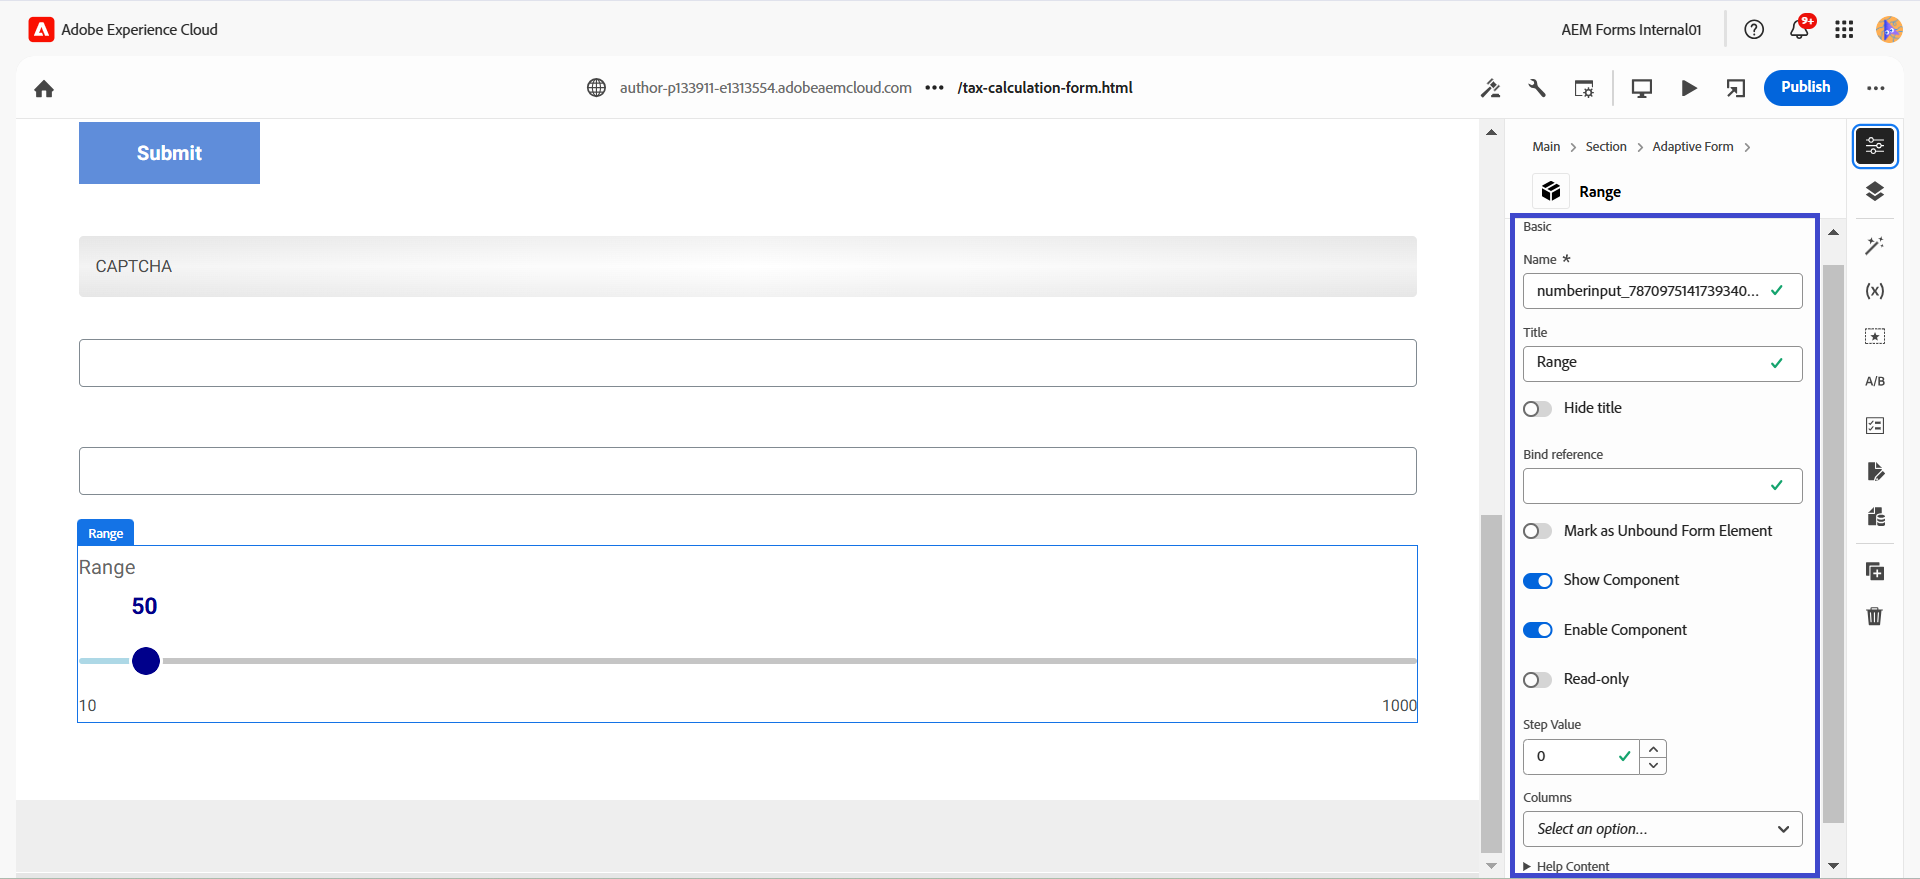 Adobe Experience Cloud
AEM Forms Internal01
9+
author-p133911-e1313554.adobeaemcloud.com ••• /tax-calculation-form.html
Publish
Submit
CAPTCHA
Range
Range
50
10
1000
Main > Section > Adaptive Form >
Range
Basic
Name *
numberinput_7870975141739340...
Title
Range
Hide title
Bind reference
Mark as Unbound Form Element
Show Component
Enable Component
Read-only
Step Value
0
Columns
Select an option...
Help Content
(x)
A/B